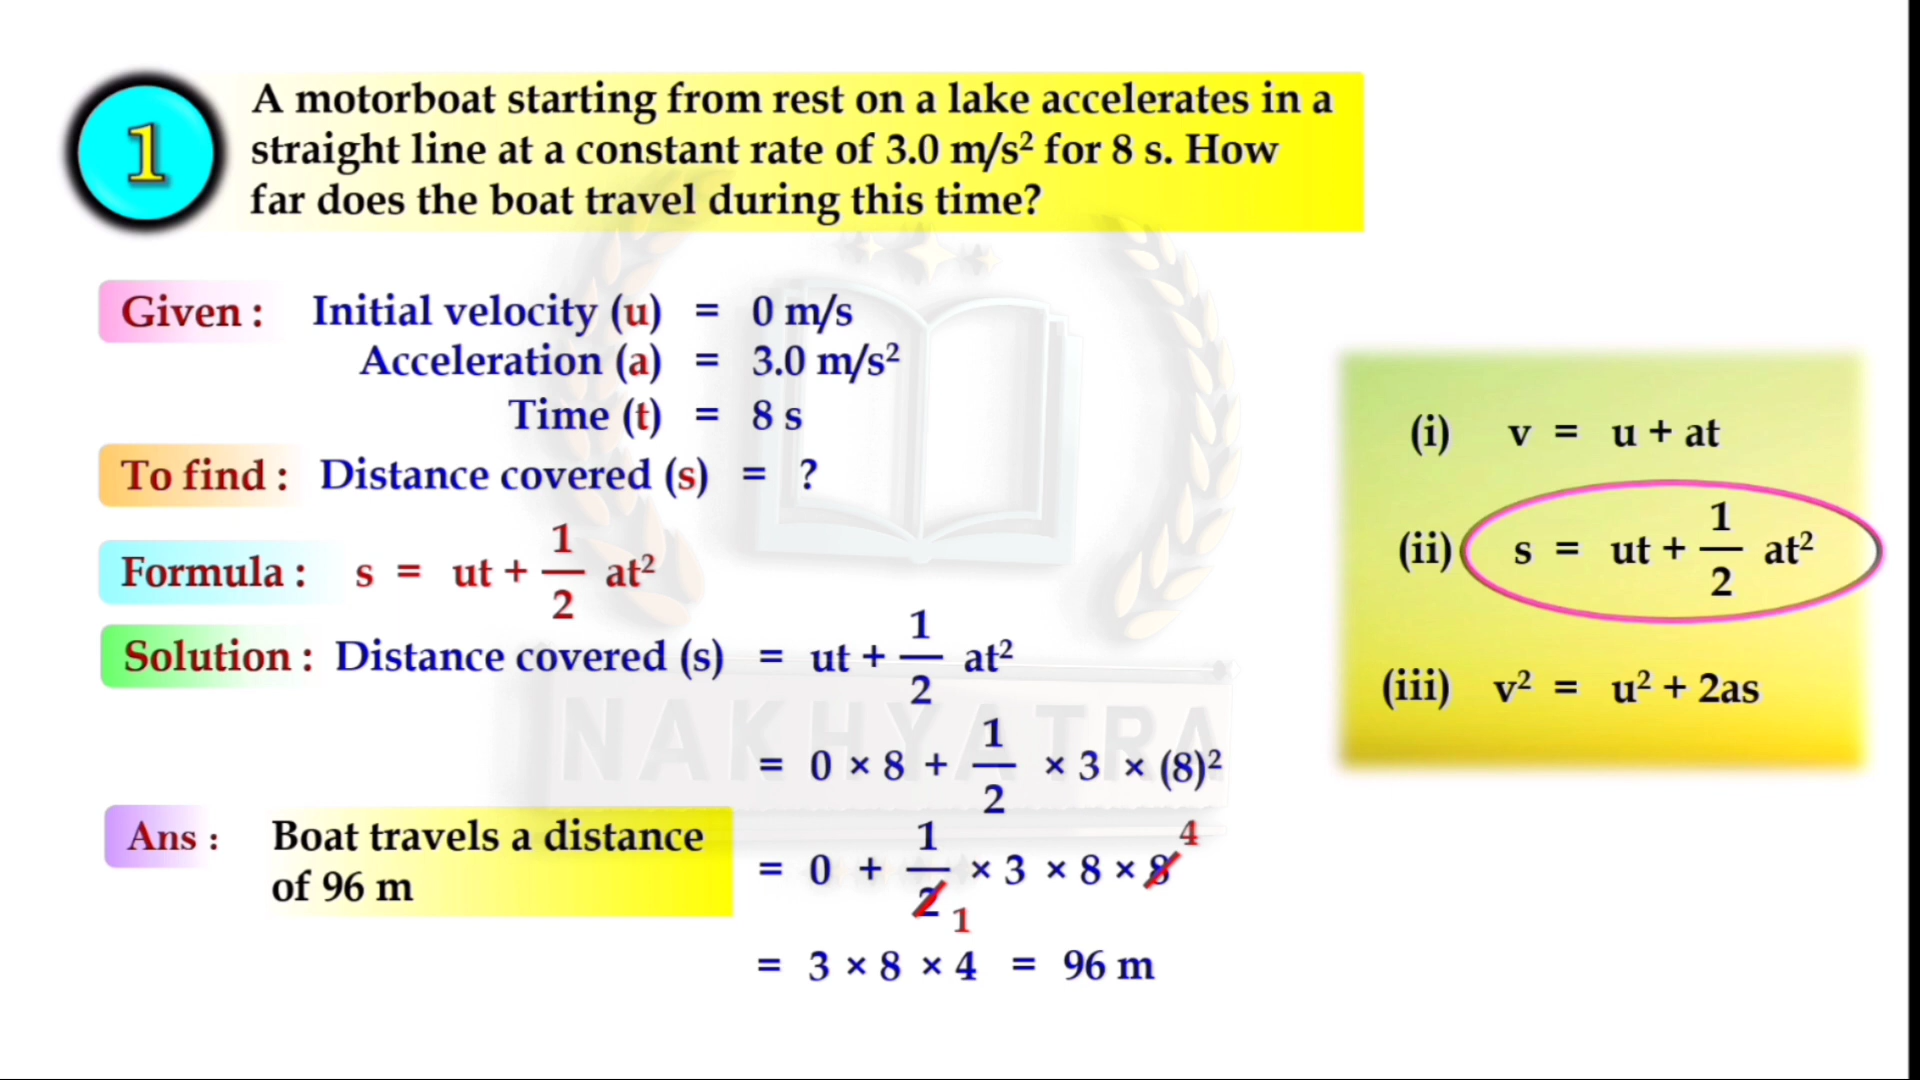 1
A motorboat starting from rest on a lake accelerates in a
straight line at a constant rate of 3.0 m/s² for 8 s. How
far does the boat travel during this time?
Given : Initial velocity (u) = 0 m/s
Acceleration (a) = 3.0 m/s²
Time (t) = 8 s
To find : Distance covered (s) = ?
Formula : s = ut + 1/2 at²
Solution : Distance covered (s) = ut + 1/2 at²
= 0 × 8 + 1/2 × 3 × (8)²
= 0 + 1/2 × 3 × 8 × 8
4
1
= 3 × 8 × 4 = 96 m
Ans : Boat travels a distance
of 96 m
(i) v = u + at
(ii) s = ut + 1/2 at²
(iii) v² = u² + 2as
NAKHYATRA